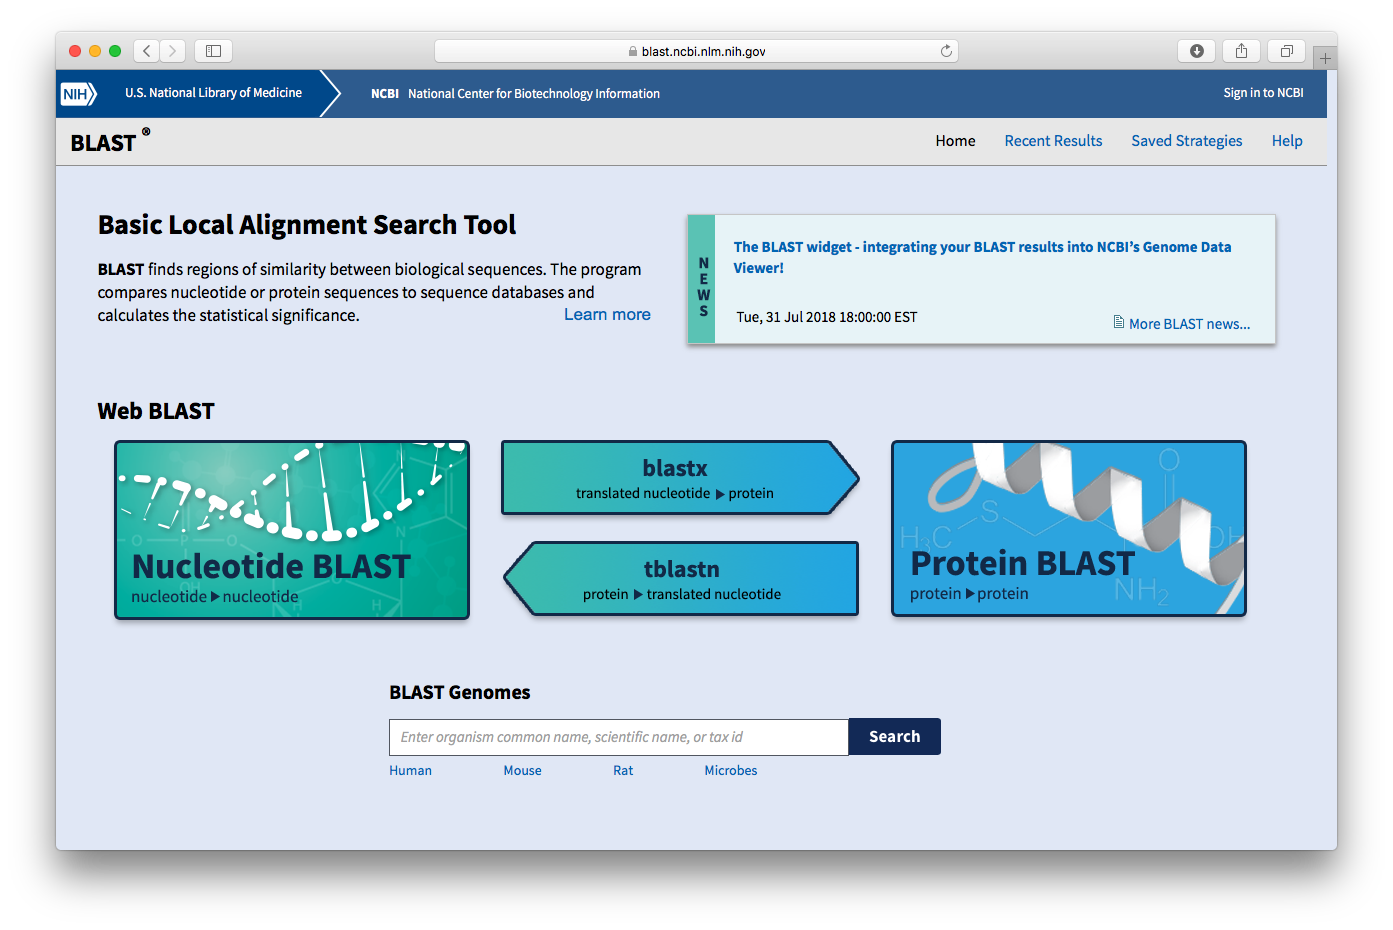 blast.ncbi.nlm.nih.gov
NIH
U.S. National Library of Medicine
NCBI National Center for Biotechnology Information
Sign in to NCBI
BLAST ®
Home
Recent Results
Saved Strategies
Help
Basic Local Alignment Search Tool
BLAST finds regions of similarity between biological sequences. The program
compares nucleotide or protein sequences to sequence databases and
calculates the statistical significance.
Learn more
NEWS
The BLAST widget - integrating your BLAST results into NCBI's Genome Data
Viewer!
Tue, 31 Jul 2018 18:00:00 EST
More BLAST news...
Web BLAST
Nucleotide BLAST
nucleotide ▶ nucleotide
blastx
translated nucleotide ▶ protein
tblastn
protein ▶ translated nucleotide
H₃C
S
O
OH
NH₂
Protein BLAST
protein ▶ protein
BLAST Genomes
Enter organism common name, scientific name, or tax id
Search
Human
Mouse
Rat
Microbes